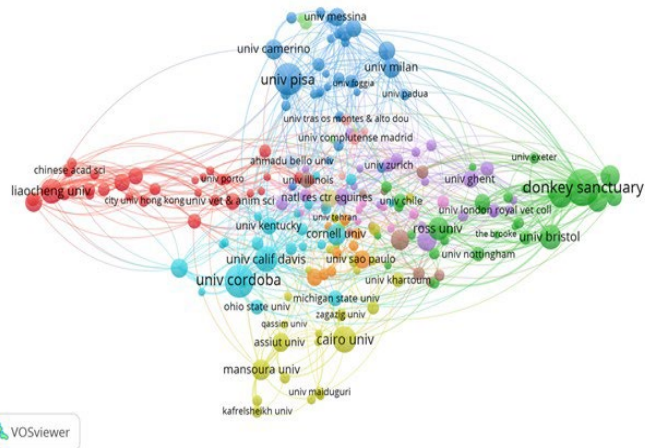 univ messina
univ camerino
univ milan
univ pisa
univ foggia
univ padua
univ tras os montes & alto dou
univ complutense madrid
univ exeter
ahmadu bello univ
univ zurich
chinese acad sci
univ porto
univ illinois
univ ghent
liaocheng univ
donkey sanctuary
city univ hong kong
univ vet & anim sci
natl res ctr equines
univ chile
univ london royal vet coll
univ tehran
univ kentucky
cornell univ
ross univ
the brooke
univ bristol
univ nottingham
univ calif davis
univ sao paulo
univ cordoba
univ khartoum
michigan state univ
ohio state univ
zagazig univ
qassim univ
assiut univ
cairo univ
mansoura univ
univ maiduguri
kafrelsheikh univ
VOSviewer